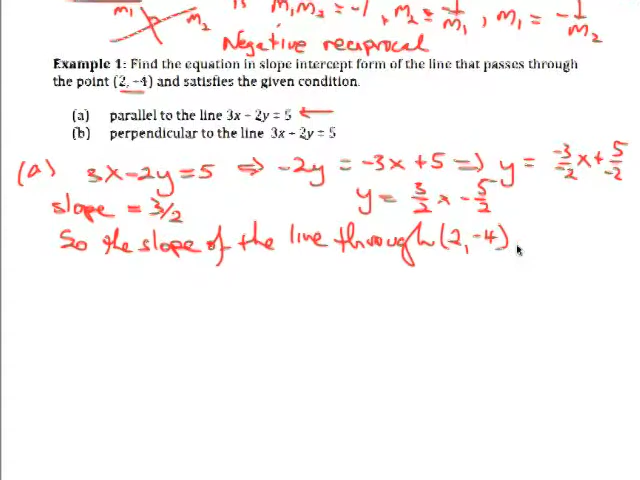 is m₁m₂ = -1 , m₂ = -1/m₁ , m₁ = -1/m₂
m₁ m₂
Negative reciprocal
Example 1: Find the equation in slope intercept form of the line that passes through
the point (2, −4) and satisfies the given condition.
(a) parallel to the line 3x − 2y = 5 ←
(b) perpendicular to the line 3x − 2y = 5
(a) 3x-2y=5 ⇔ -2y = -3x+5 ⇒ y = -3/-2 x + 5/-2
slope = 3/2 y = 3/2 x - 5/2
So the slope of the line through (2, -4)